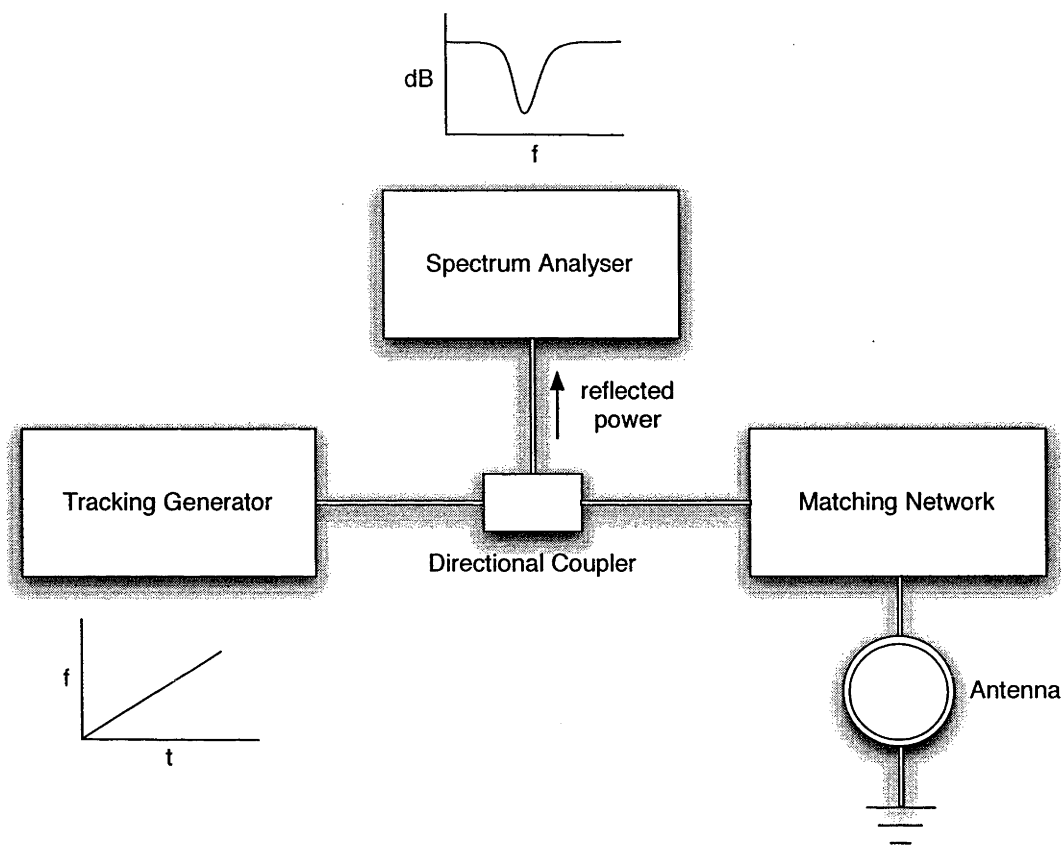 dB
f
Spectrum Analyser
reflected
power
Tracking Generator
Matching Network
Directional Coupler
f
t
Antenna